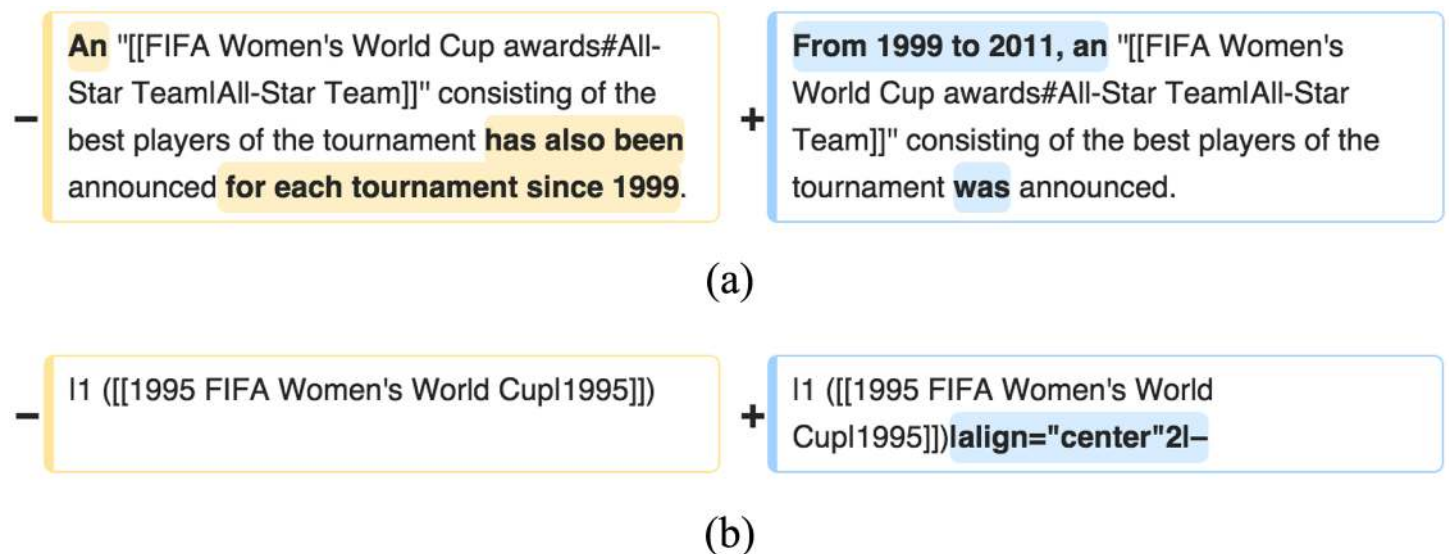 An "[[FIFA Women's World Cup awards#All-
Star Team|All-Star Team]]" consisting of the
− best players of the tournament has also been
announced for each tournament since 1999.
From 1999 to 2011, an "[[FIFA Women's
World Cup awards#All-Star Team|All-Star
+ Team]]" consisting of the best players of the
tournament was announced.
(a)
− |1 ([[1995 FIFA Women's World Cup|1995]])
+ |1 ([[1995 FIFA Women's World
Cup|1995]])|align="center"2|–
(b)